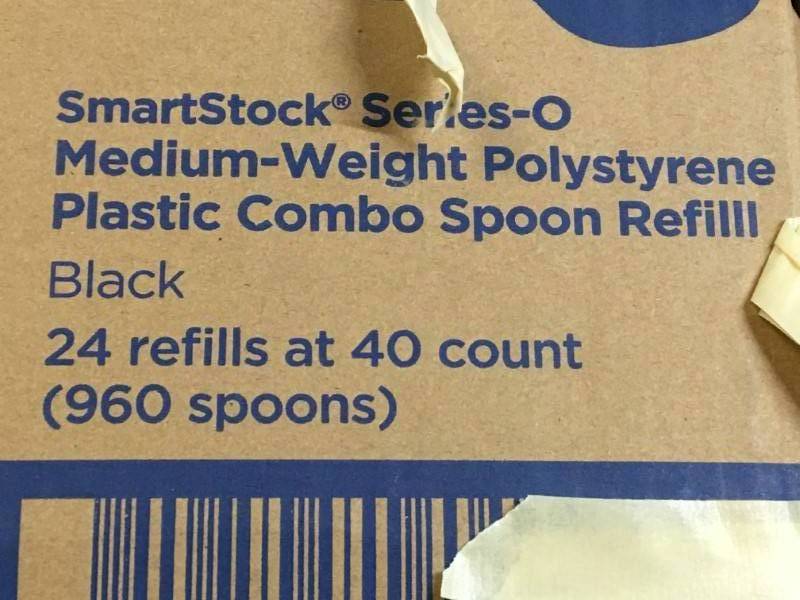 SmartStock® Series-O
Medium-Weight Polystyrene
Plastic Combo Spoon Refilll
Black
24 refills at 40 count
(960 spoons)